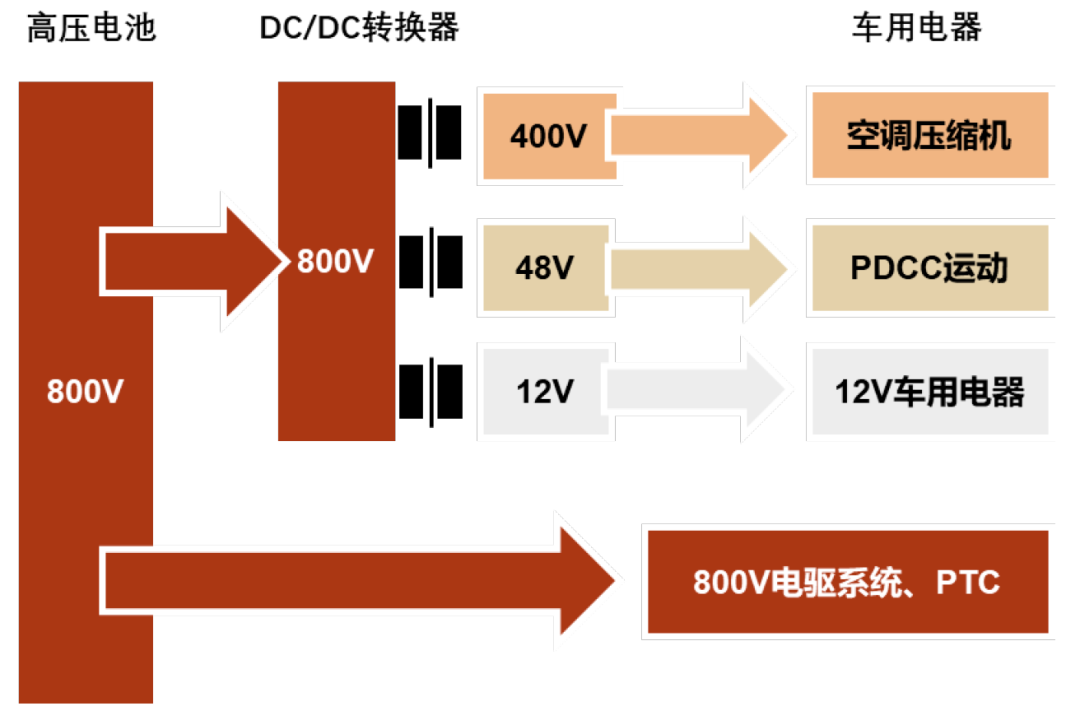 高压电池
DC/DC转换器
车用电器
400V
空调压缩机
800V
48V
PDCC运动
800V
12V
12V车用电器
800V电驱系统、PTC